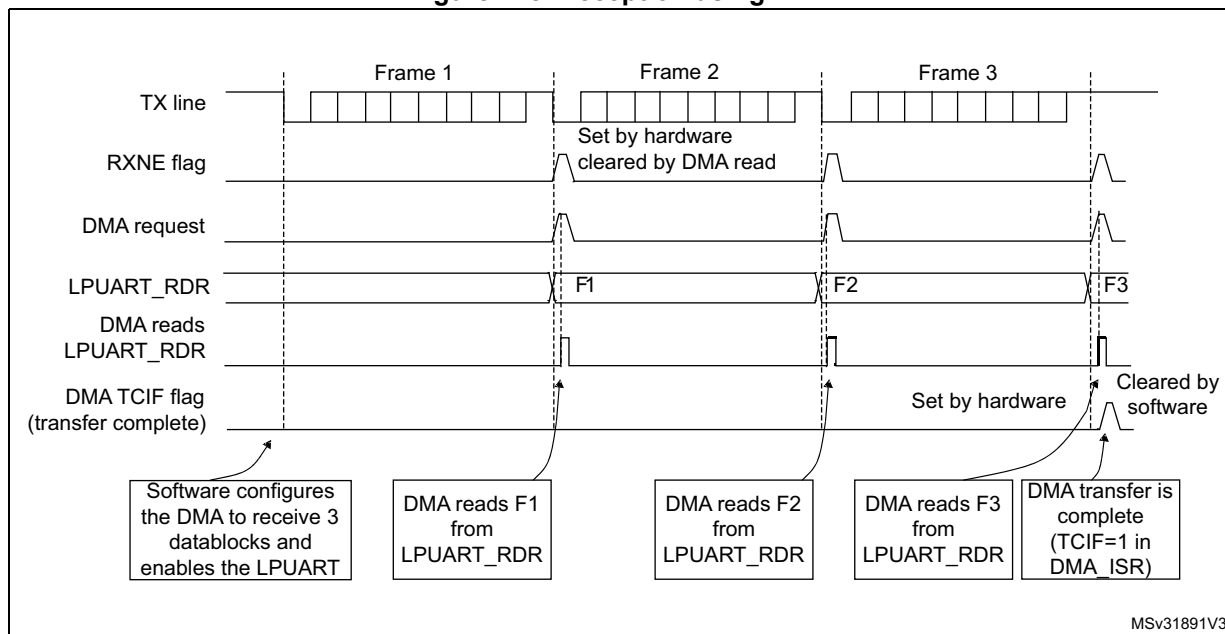 Frame 1
Frame 2
Frame 3
TX line
Set by hardware
cleared by DMA read
RXNE flag
DMA request
LPUART_RDR
F1
F2
F3
DMA reads
LPUART_RDR
DMA TCIF flag
(transfer complete)
Set by hardware
Cleared by
software
Software configures
the DMA to receive 3
datablocks and
enables the LPUART
DMA reads F1
from
LPUART_RDR
DMA reads F2
from
LPUART_RDR
DMA reads F3
from
LPUART_RDR
DMA transfer is
complete
(TCIF=1 in
DMA_ISR)
MSv31891V3